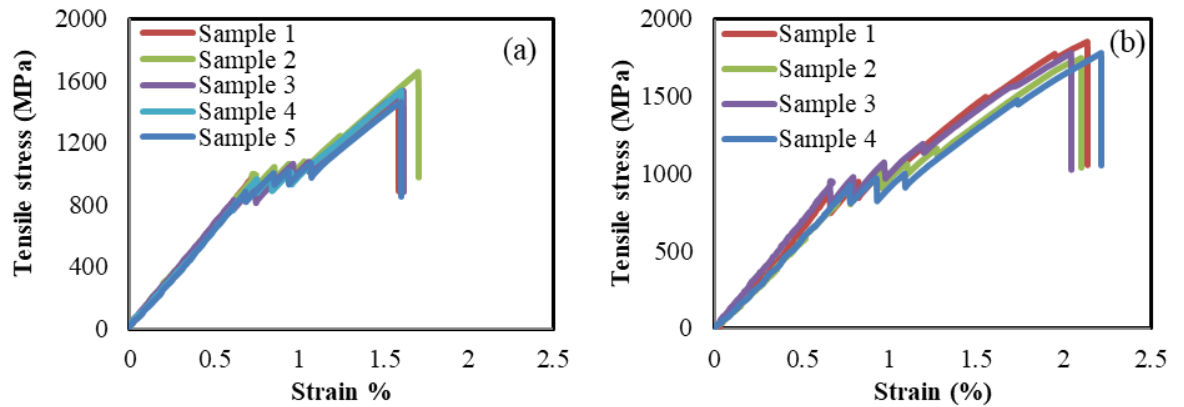 2000
1600
1200
800
400
0
Tensile stress (MPa)
Sample 1
Sample 2
Sample 3
Sample 4
Sample 5
(a)
0 0.5 1 1.5 2 2.5
Strain %
2000
1500
1000
500
0
Tensile stress (MPa)
Sample 1
Sample 2
Sample 3
Sample 4
(b)
0 0.5 1 1.5 2 2.5
Strain (%)